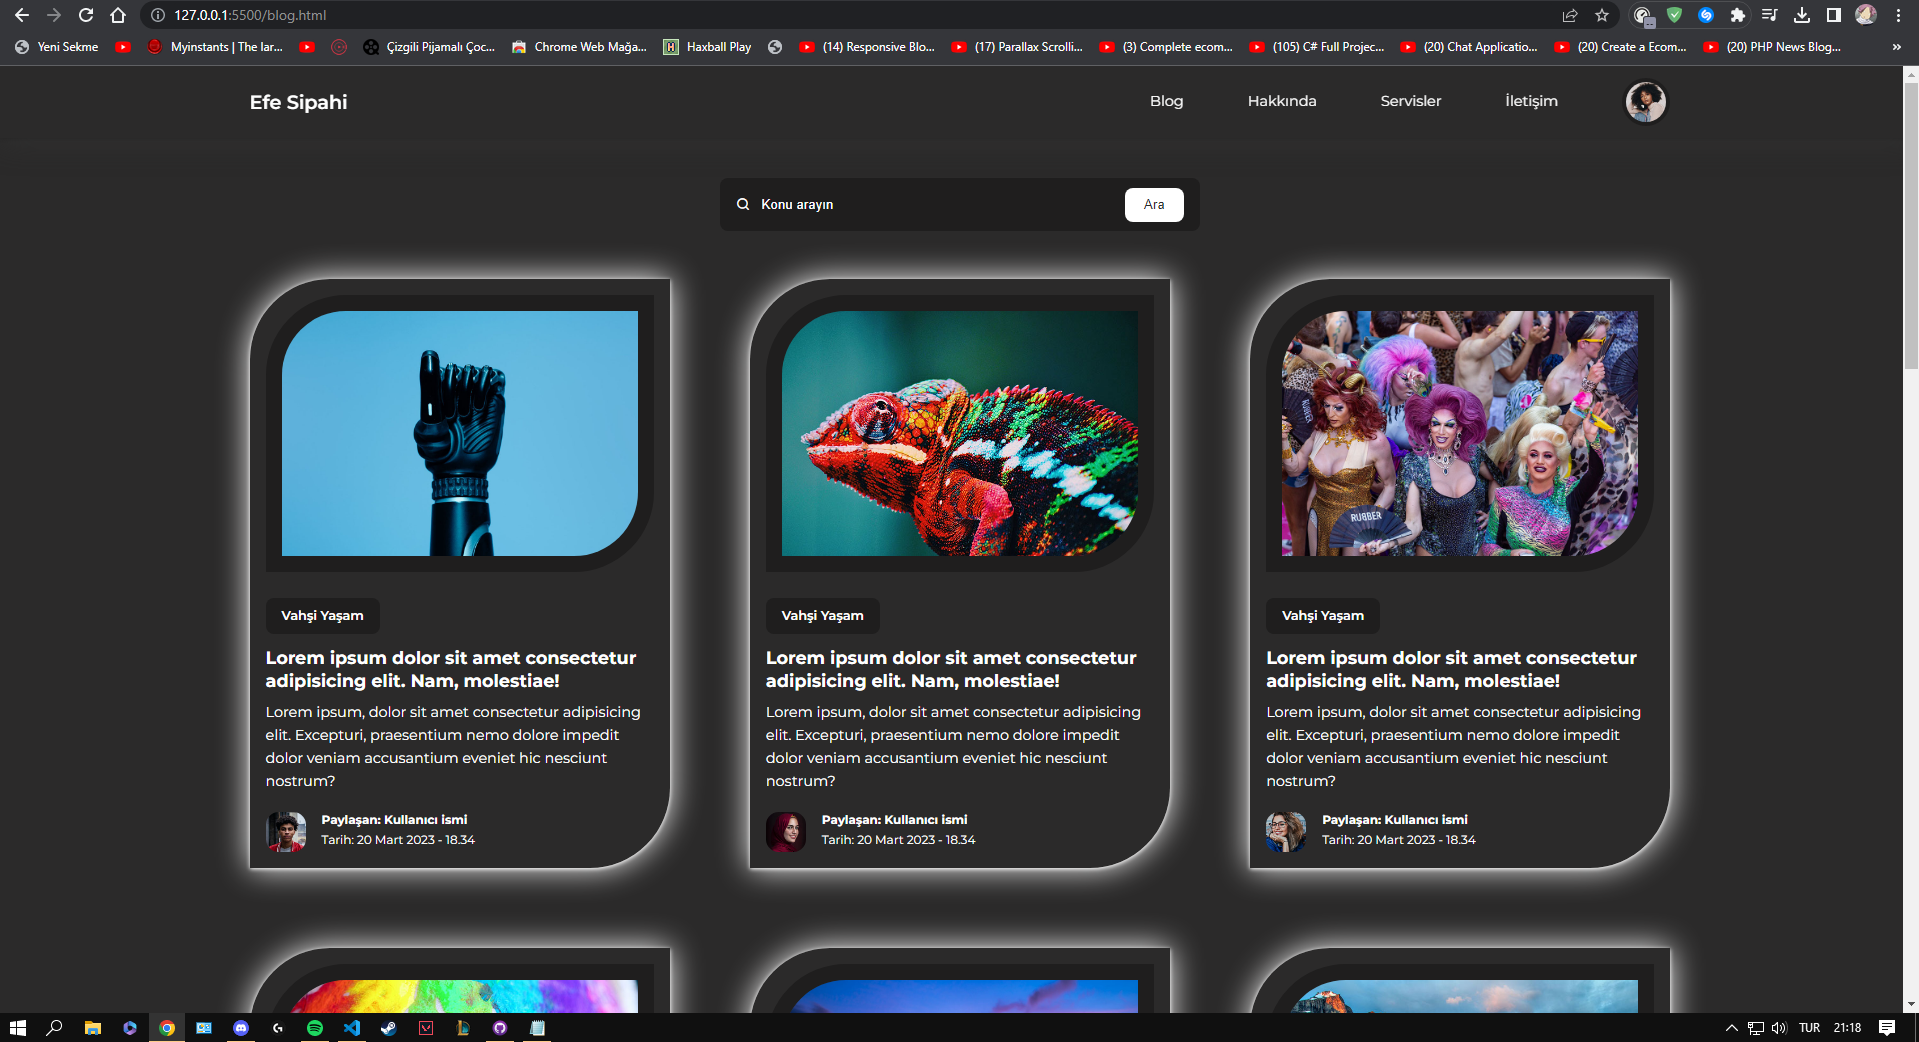 127.0.0.1:5500/blog.html
Yeni Sekme
Myinstants | The lar...
Çizgili Pijamalı Çoc...
Chrome Web Mağa...
Haxball Play
(14) Responsive Blo...
(17) Parallax Scrolli...
(3) Complete ecom...
(105) C# Full Projec...
(20) Chat Applicatio...
(20) Create a Ecom...
(20) PHP News Blog...
»
Efe Sipahi
Blog
Hakkında
Servisler
İletişim
Konu arayın
Ara
RUBBER
Vahşi Yaşam
Lorem ipsum dolor sit amet consectetur
adipisicing elit. Nam, molestiae!
Lorem ipsum, dolor sit amet consectetur adipisicing
elit. Excepturi, praesentium nemo dolore impedit
dolor veniam accusantium eveniet hic nesciunt
nostrum?
Paylaşan: Kullanıcı ismi
Tarih: 20 Mart 2023 - 18.34
Vahşi Yaşam
Lorem ipsum dolor sit amet consectetur
adipisicing elit. Nam, molestiae!
Lorem ipsum, dolor sit amet consectetur adipisicing
elit. Excepturi, praesentium nemo dolore impedit
dolor veniam accusantium eveniet hic nesciunt
nostrum?
Paylaşan: Kullanıcı ismi
Tarih: 20 Mart 2023 - 18.34
Vahşi Yaşam
Lorem ipsum dolor sit amet consectetur
adipisicing elit. Nam, molestiae!
Lorem ipsum, dolor sit amet consectetur adipisicing
elit. Excepturi, praesentium nemo dolore impedit
dolor veniam accusantium eveniet hic nesciunt
nostrum?
Paylaşan: Kullanıcı ismi
Tarih: 20 Mart 2023 - 18.34
TUR
21:18